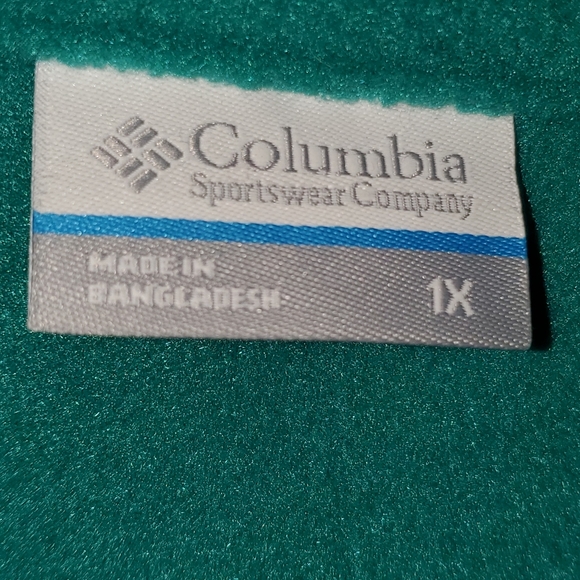 Columbia
Sportswear Company
MADE IN
BANGLADESH
1X